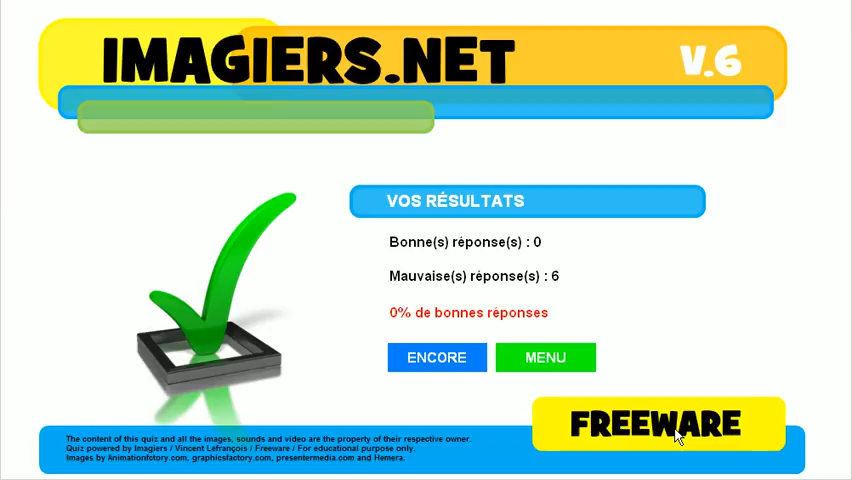 IMAGIERS.NET
V.6
VOS RÉSULTATS
Bonne(s) réponse(s) : 0
Mauvaise(s) réponse(s) : 6
0% de bonnes réponses
ENCORE
MENU
FREEWARE
The content of this quiz and all the images, sounds and video are the property of their respective owner.
Quiz powered by Imagiers / Vincent Lefrançois / Freeware / For educational purpose only.
Images by Animationfctory.com, graphicsfactory.com, presentermedia.com and Hemera.